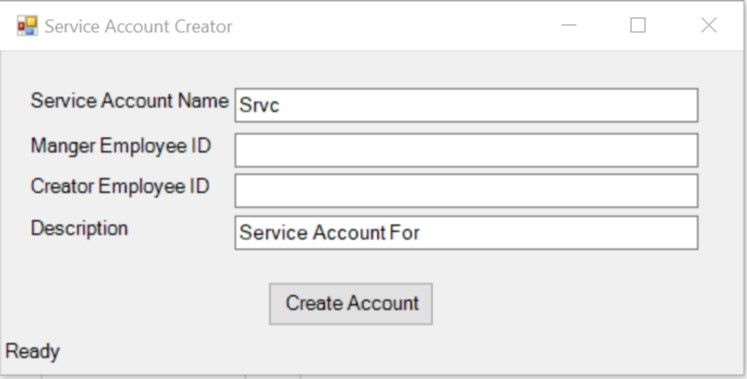 Service Account Creator
Service Account Name Srvc
Manger Employee ID
Creator Employee ID
Description Service Account For
Create Account
Ready